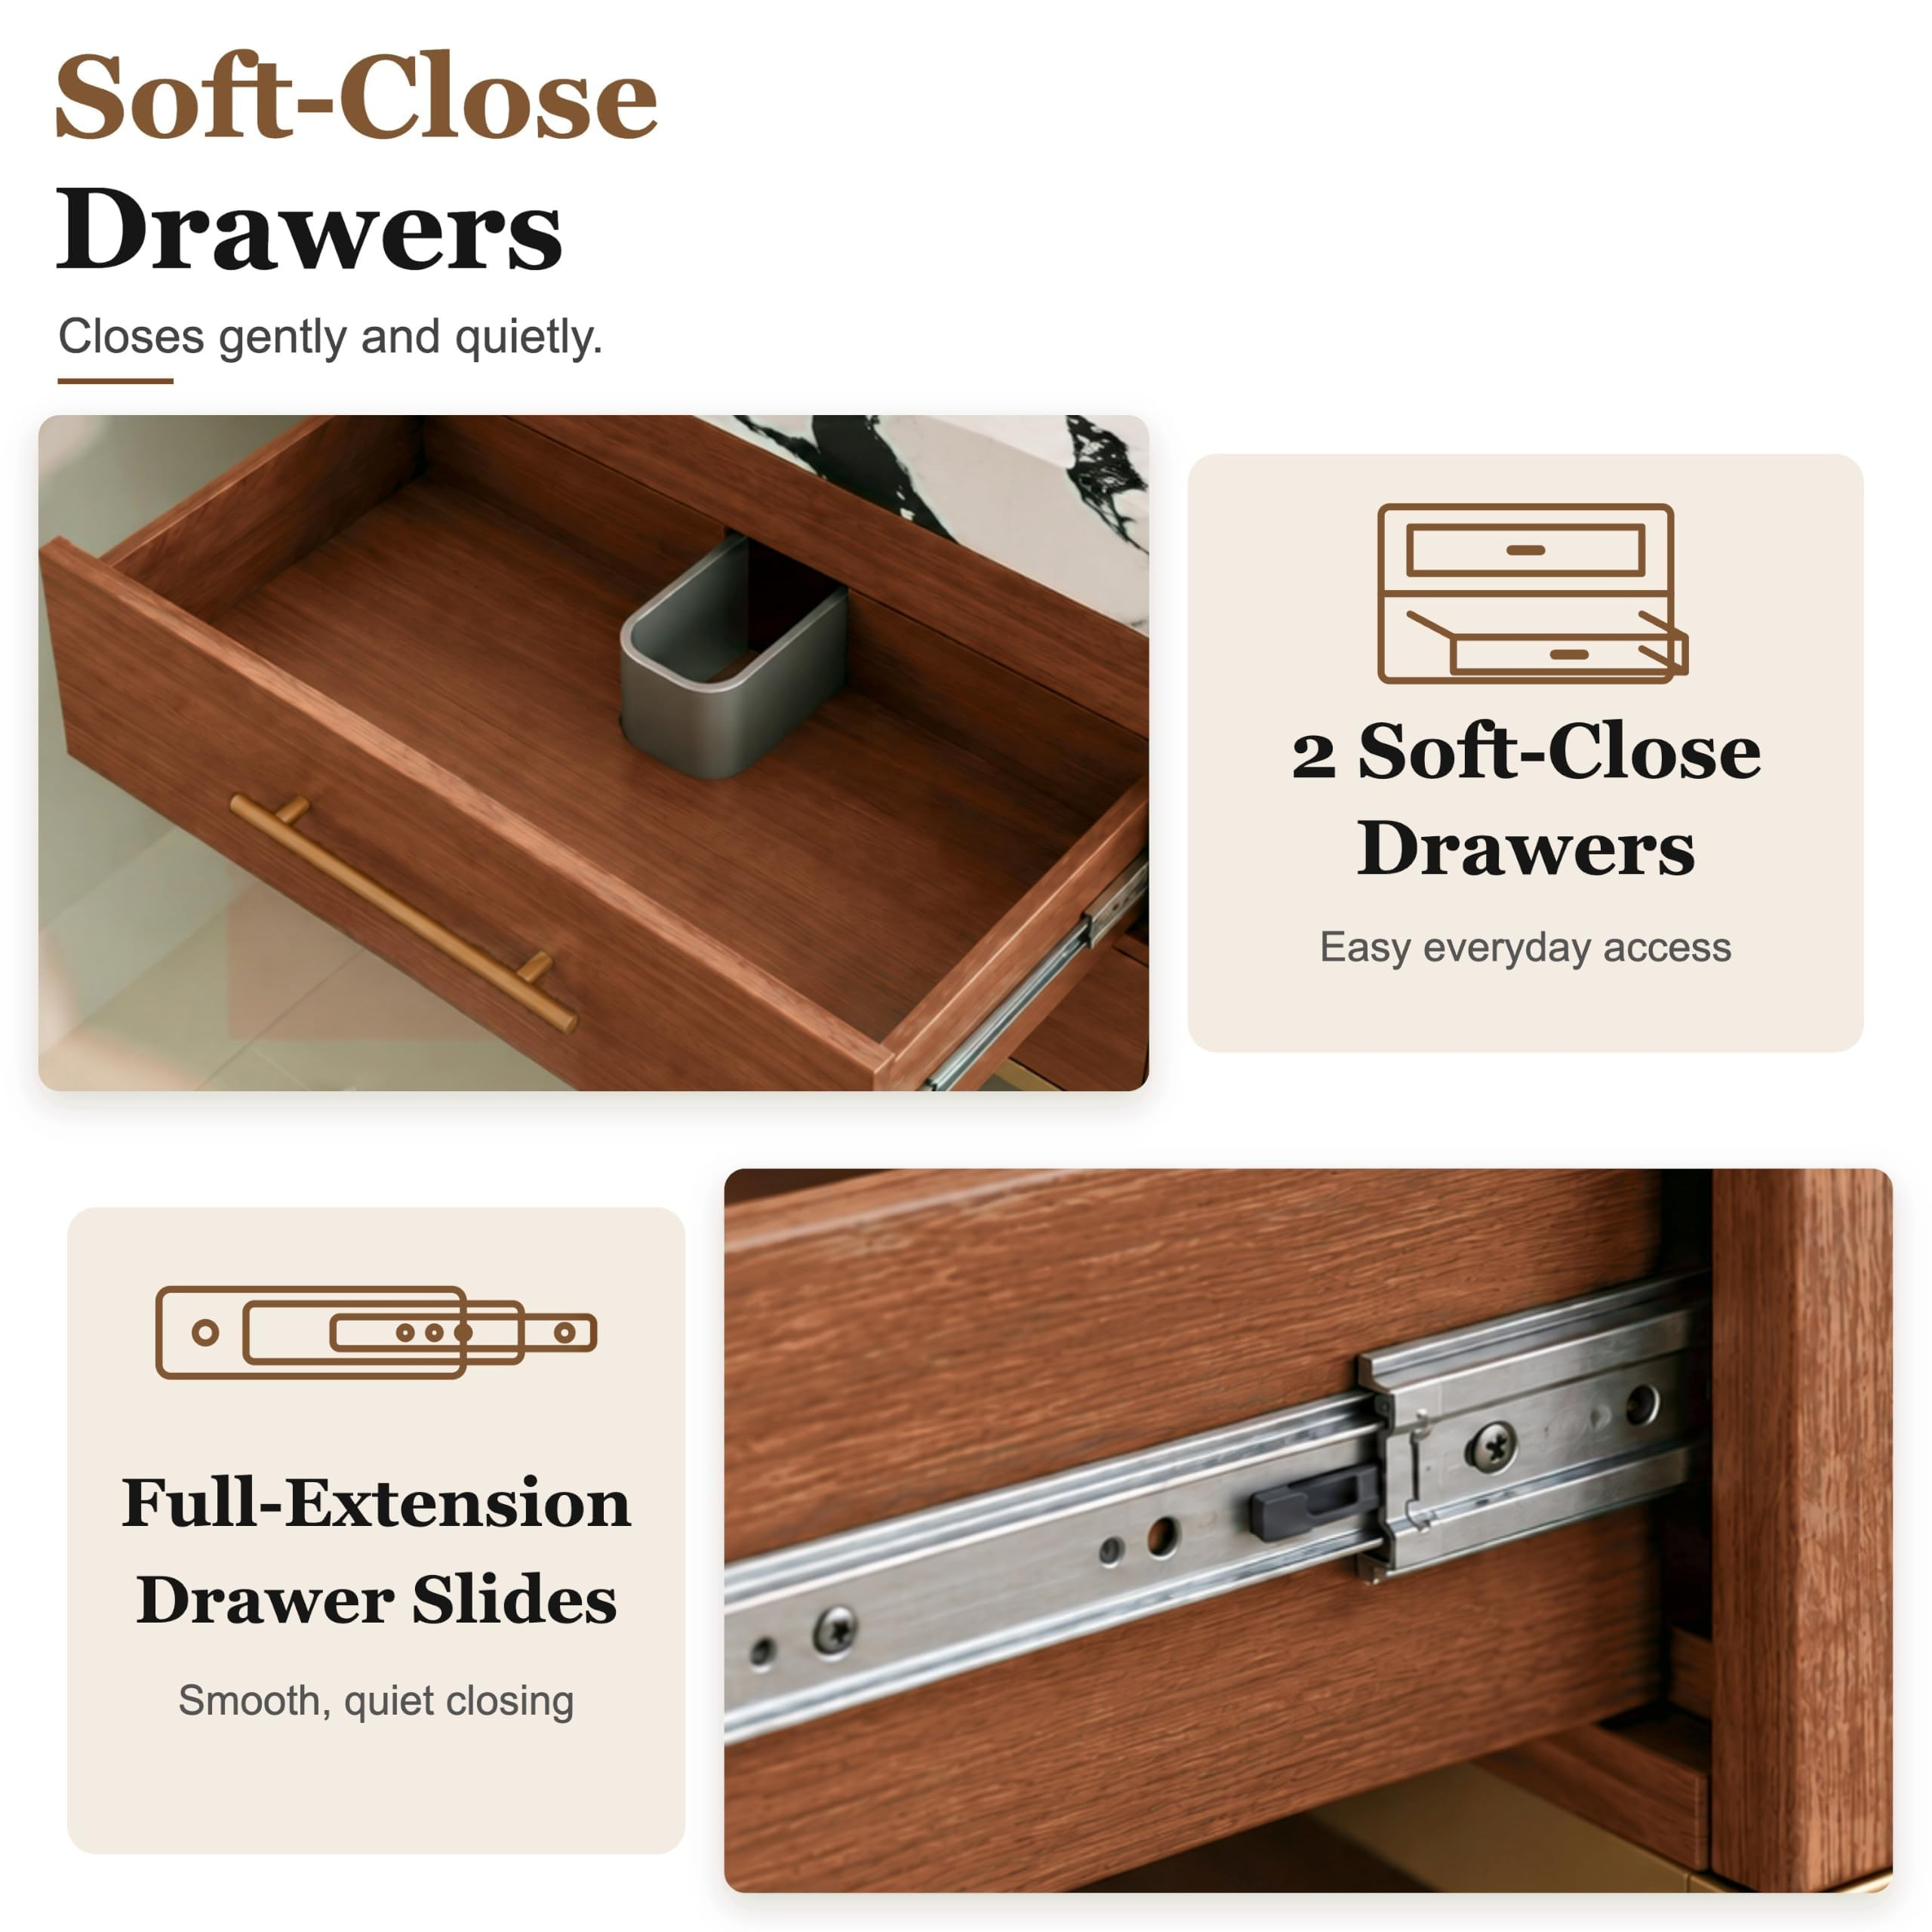 Soft-Close
Drawers
Closes gently and quietly.
2 Soft-Close
Drawers
Easy everyday access
Full-Extension
Drawer Slides
Smooth, quiet closing